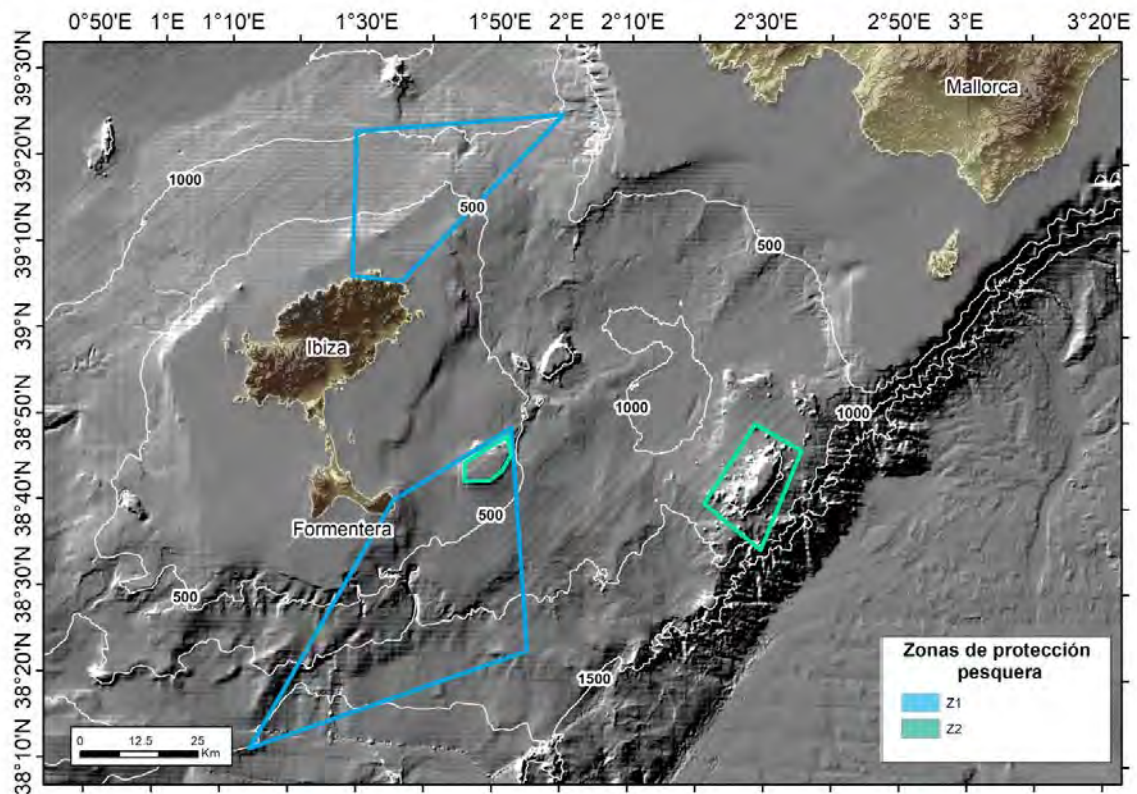 0°50'E 1°E 1°10'E 1°30'E 1°50'E 2°E 2°10'E 2°30'E 2°50'E 3°E 3°20'E
39°30'N
Mallorca
39°20'N
1000
500
39°10'N
500
39°N
Ibiza
38°50'N
1000
1000
38°40'N
500
Formentera
38°30'N
500
Zonas de protección
pesquera
38°20'N
1500
Z1
Z2
0 12.5 25
Km
38°10'N